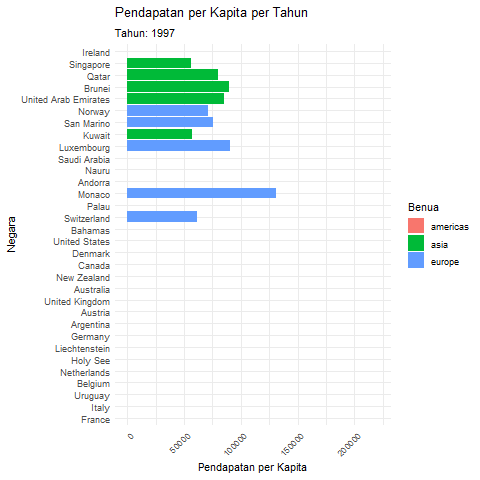 Pendapatan per Kapita per Tahun
Tahun: 1997
Negara
Ireland
Singapore
Qatar
Brunei
United Arab Emirates
Norway
San Marino
Kuwait
Luxembourg
Saudi Arabia
Nauru
Andorra
Monaco
Palau
Switzerland
Bahamas
United States
Denmark
Canada
New Zealand
Australia
United Kingdom
Austria
Argentina
Germany
Liechtenstein
Holy See
Netherlands
Belgium
Uruguay
Italy
France
0
50000
100000
150000
200000
Pendapatan per Kapita
Benua
americas
asia
europe